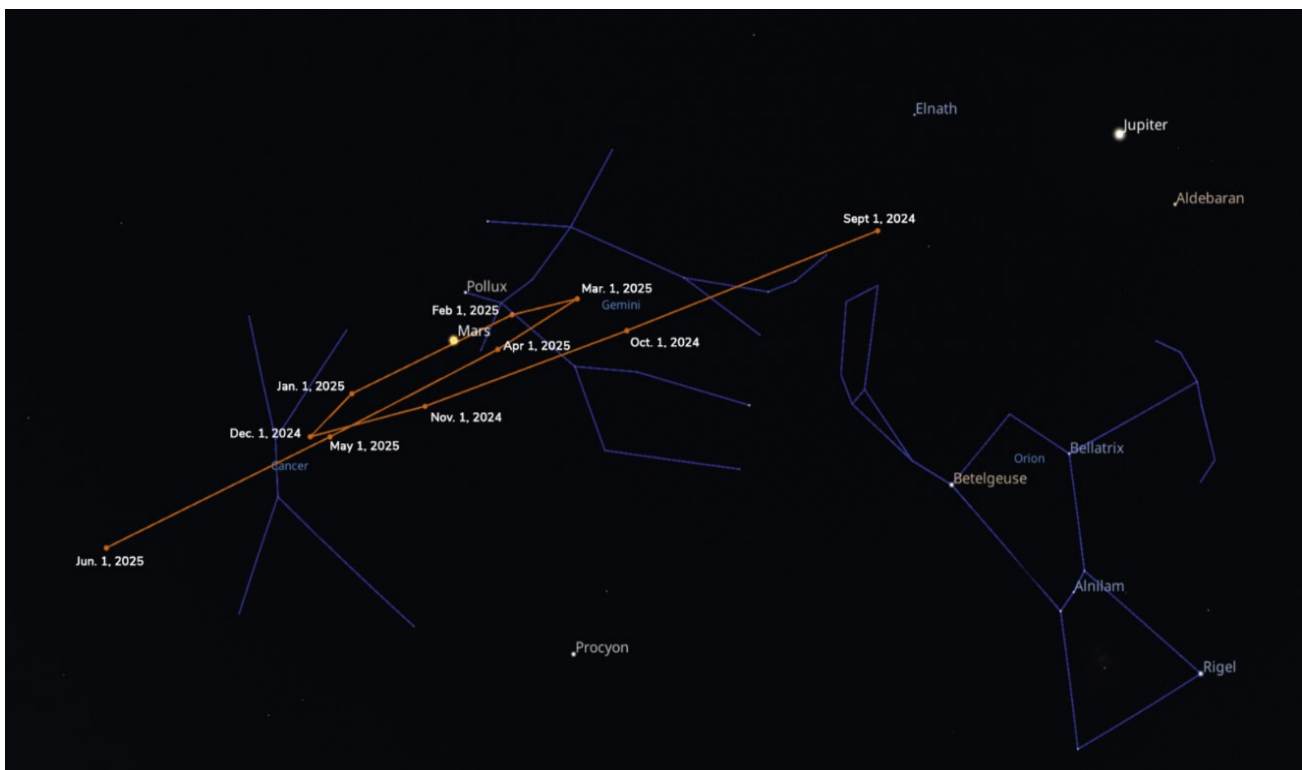 Elnath
Jupiter
Aldebaran
Sept 1, 2024
Pollux
Mar. 1, 2025
Gemini
Feb 1, 2025
Mars
Apr 1, 2025
Oct. 1, 2024
Jan. 1, 2025
Nov. 1, 2024
Dec. 1, 2024
May 1, 2025
Cancer
Bellatrix
Orion
Betelgeuse
Jun. 1, 2025
Alnilam
Procyon
Rigel